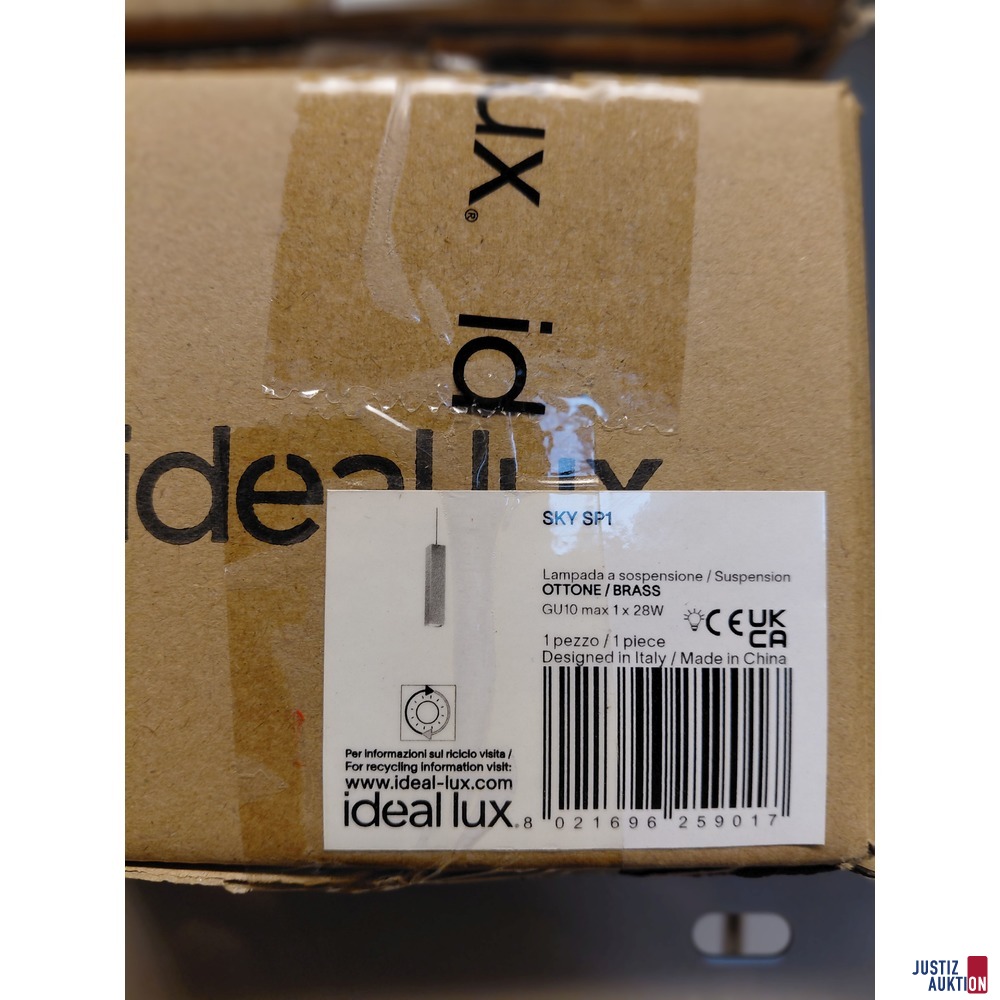 ux®
id
ideal lux
SKY SP1
Lampada a sospensione / Suspension
OTTONE / BRASS
GU10 max 1 x 28W
CE UK
CA
1 pezzo / 1 piece
Designed in Italy / Made in China
Per informazioni sul riciclo visita /
For recycling information visit:
www.ideal-lux.com
ideal lux®
8 021696 259017
JUSTIZ
AUKTION